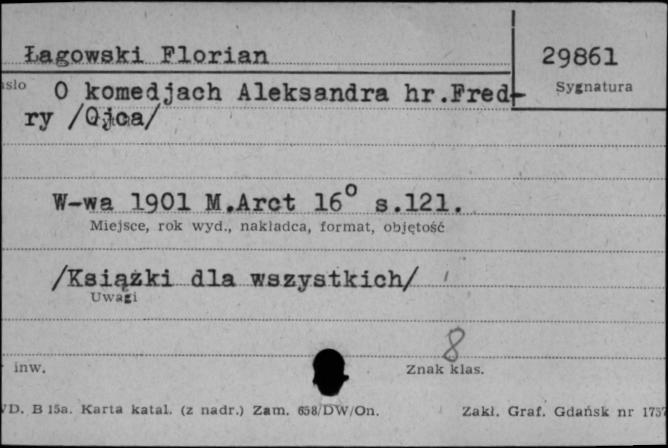 Łagowski Florian
29861
Sygnatura
O komedjach Aleksandra hr.Fred-
ry /Ojca/
W-wa 1901 M.Arct 16° s.121.
Miejsce, rok wyd., nakładca, format, objętość
/Książki dla wszystkich/
Uwagi
8
inw.
Znak klas.
B 15a. Karta katal. (z nadr.) Zam. 658/DW/On.
Zakł. Graf. Gdańsk nr